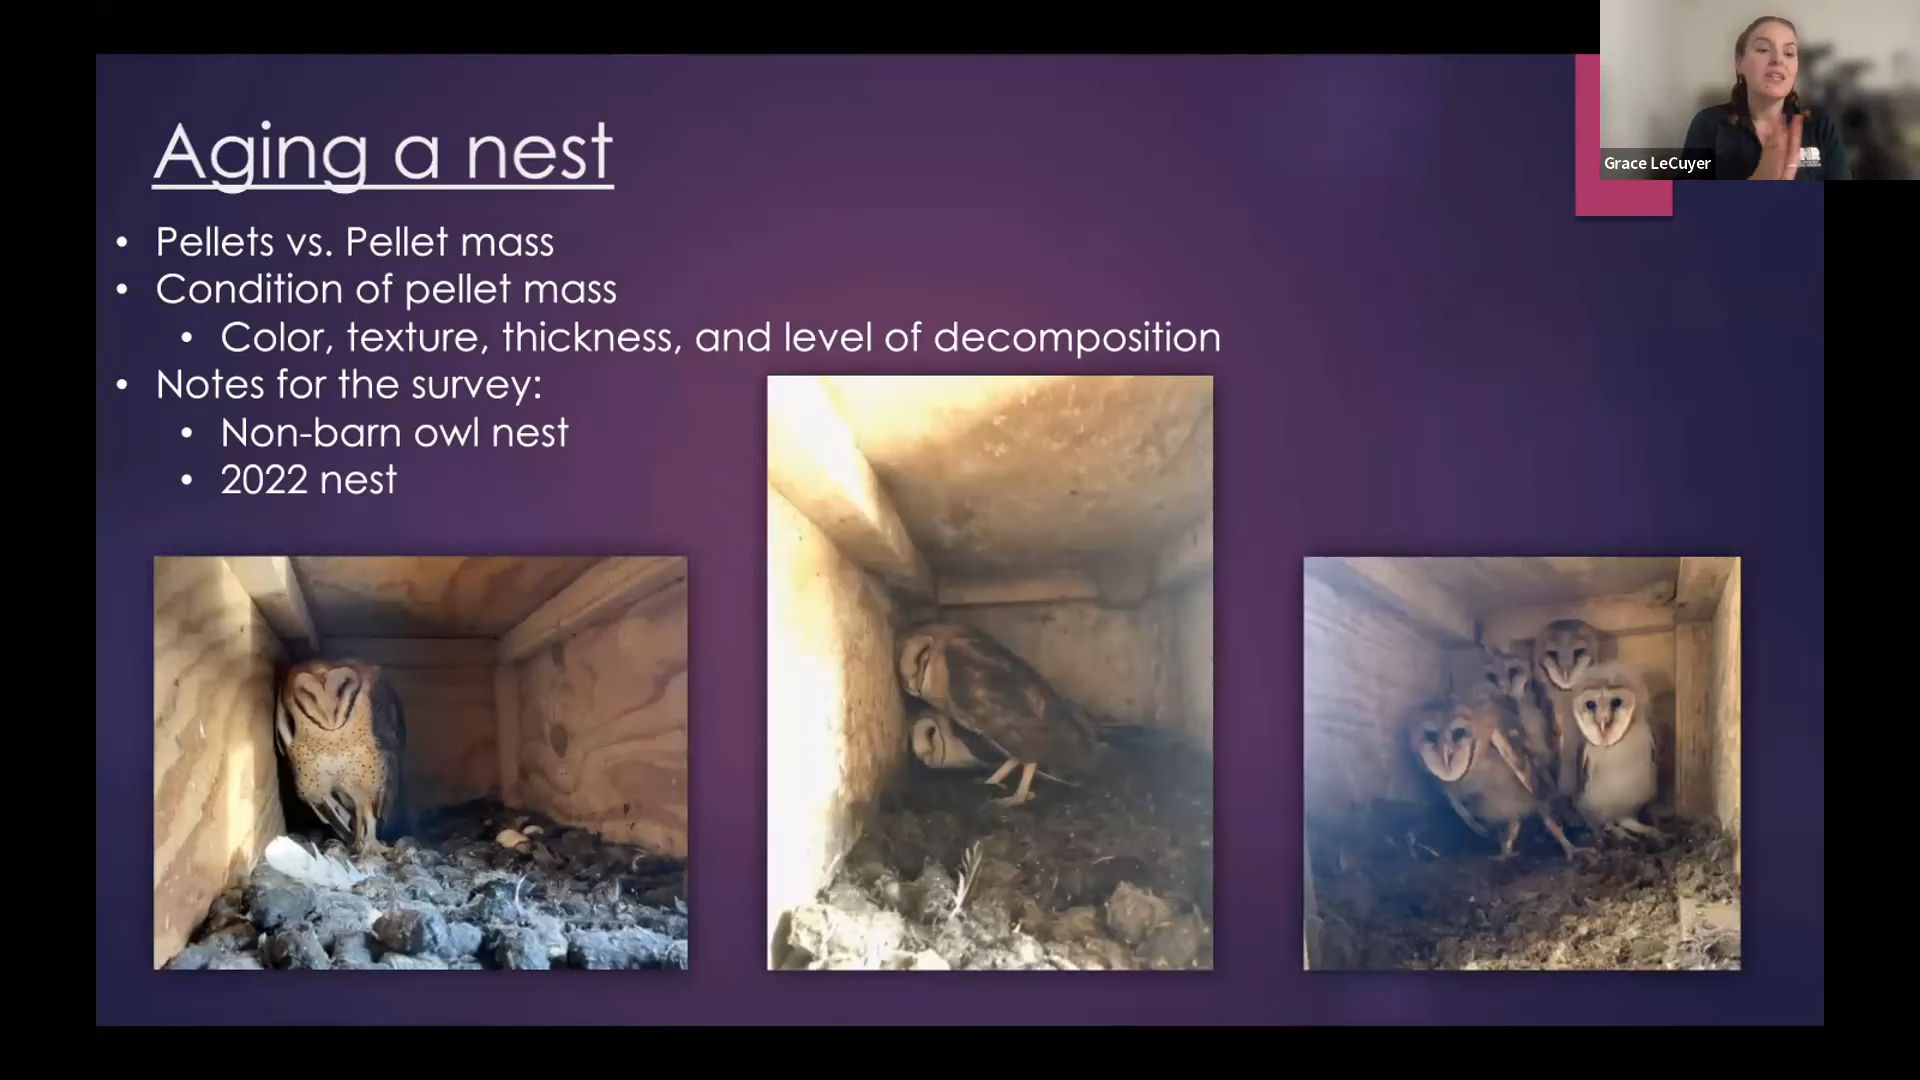 Aging a nest
• Pellets vs. Pellet mass
• Condition of pellet mass
• Color, texture, thickness, and level of decomposition
• Notes for the survey:
• Non-barn owl nest
• 2022 nest
Grace LeCuyer